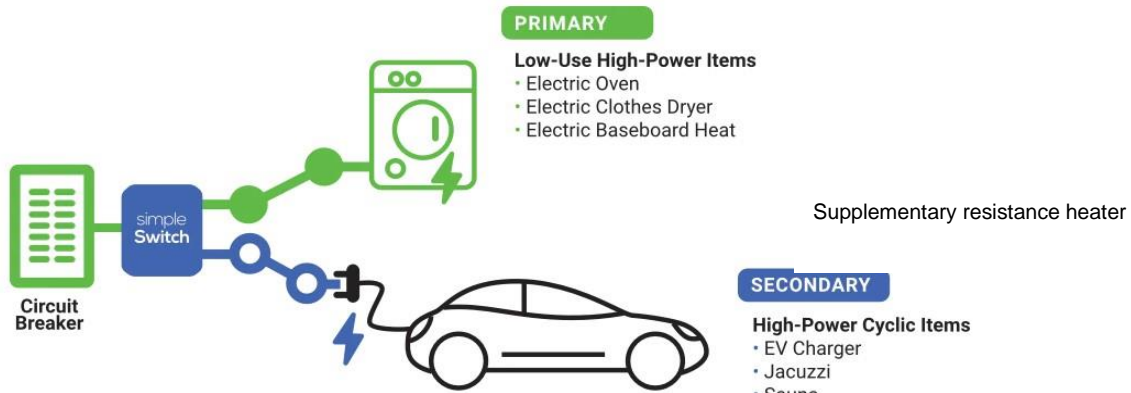 PRIMARY
Low-Use High-Power Items
• Electric Oven
• Electric Clothes Dryer
• Electric Baseboard Heat
simple
Switch
Circuit
Breaker
Supplementary resistance heater
SECONDARY
High-Power Cyclic Items
• EV Charger
• Jacuzzi